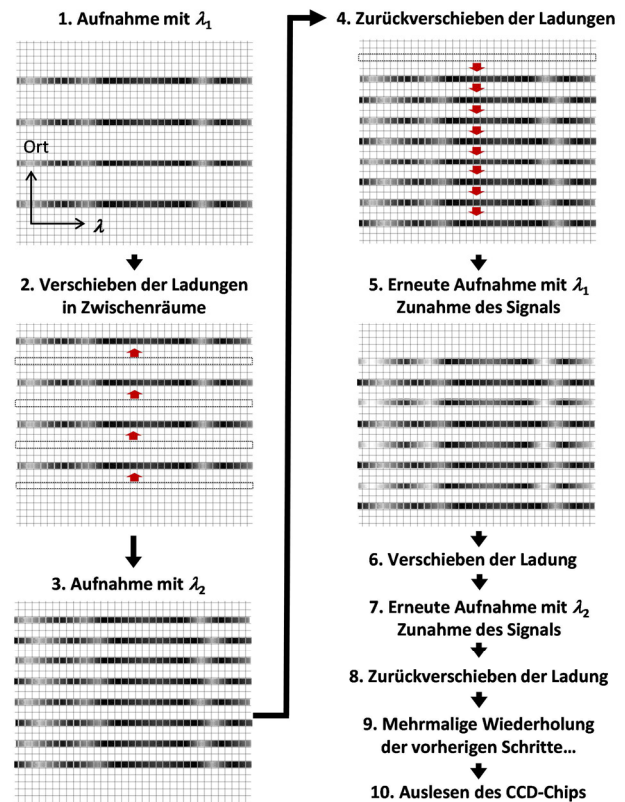 1. Aufnahme mit λ₁
Ort
λ
2. Verschieben der Ladungen
in Zwischenräume
3. Aufnahme mit λ₂
4. Zurückverschieben der Ladungen
5. Erneute Aufnahme mit λ₁
Zunahme des Signals
6. Verschieben der Ladung
7. Erneute Aufnahme mit λ₂
Zunahme des Signals
8. Zurückverschieben der Ladung
9. Mehrmalige Wiederholung
der vorherigen Schritte...
10. Auslesen des CCD-Chips